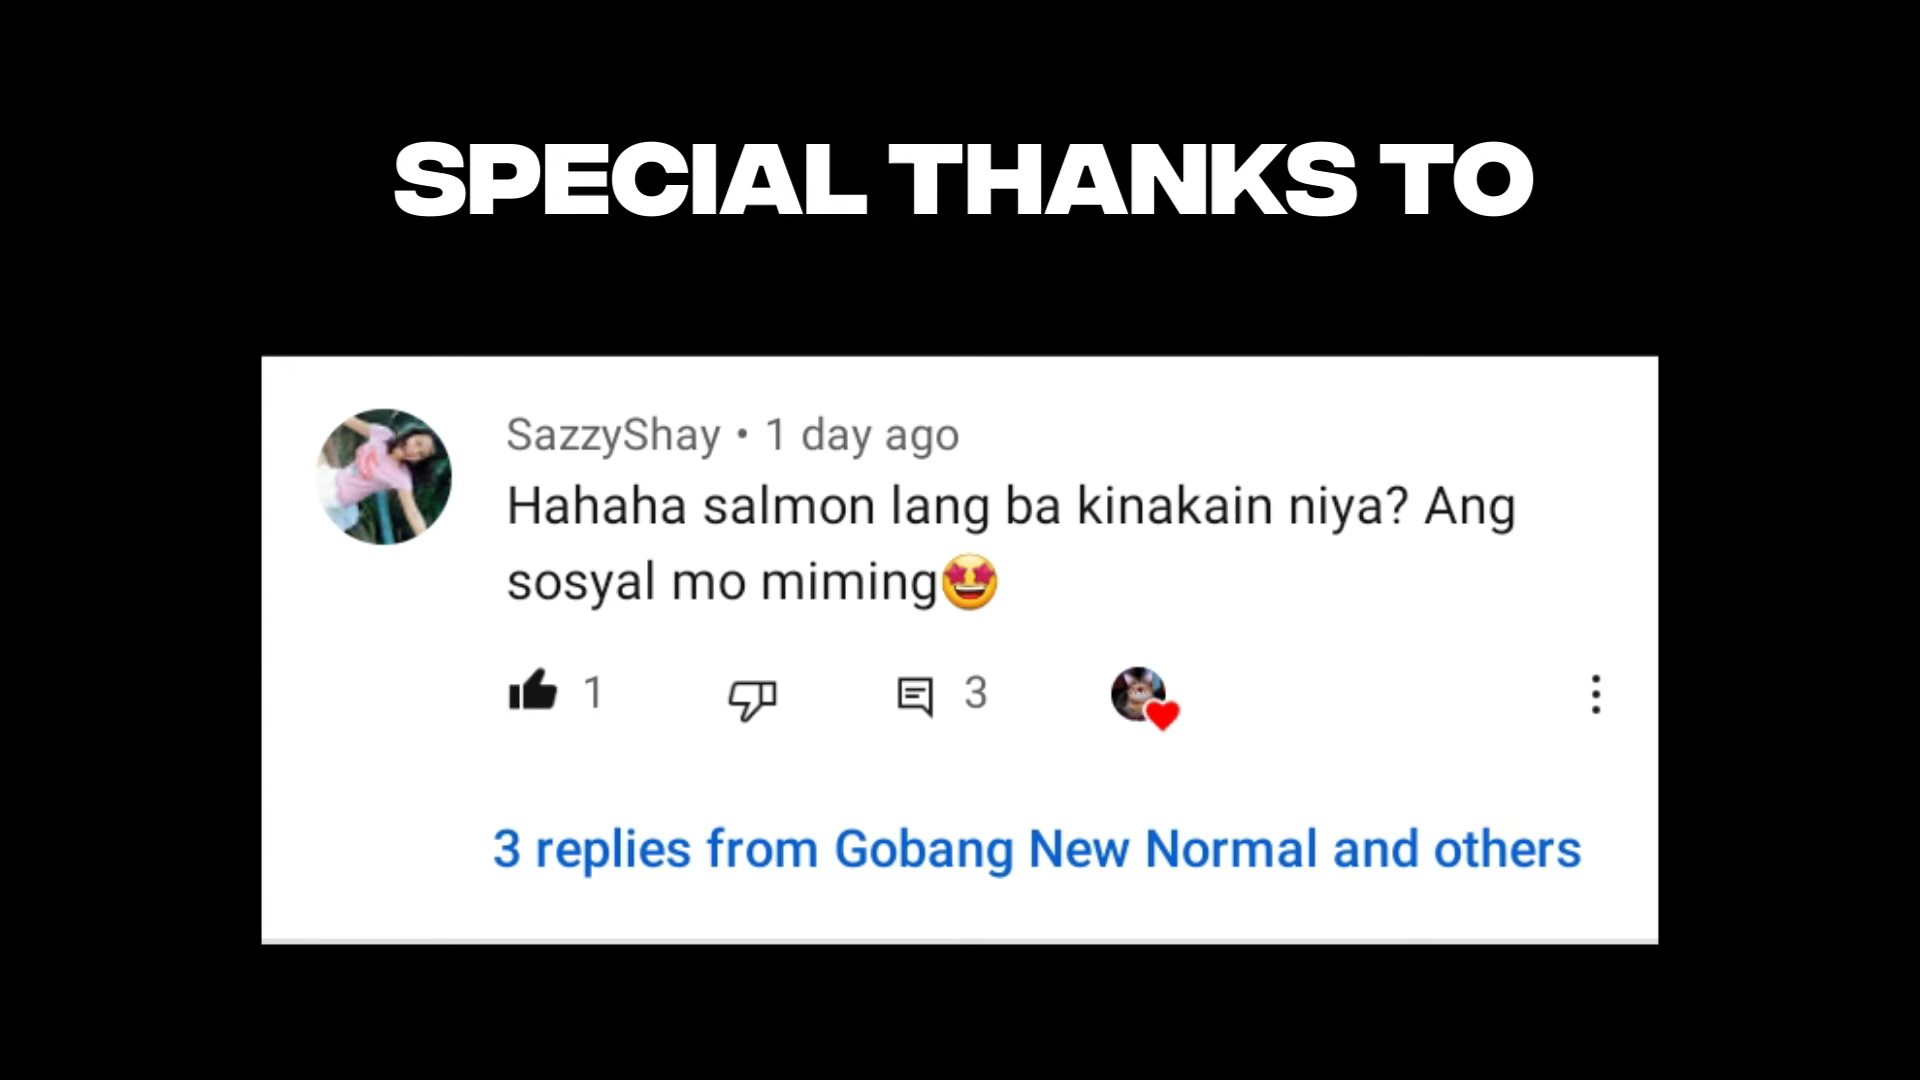 SPECIAL THANKS TO
SazzyShay • 1 day ago
Hahaha salmon lang ba kinakain niya? Ang
sosyal mo miming🤩
1 3
3 replies from Gobang New Normal and others